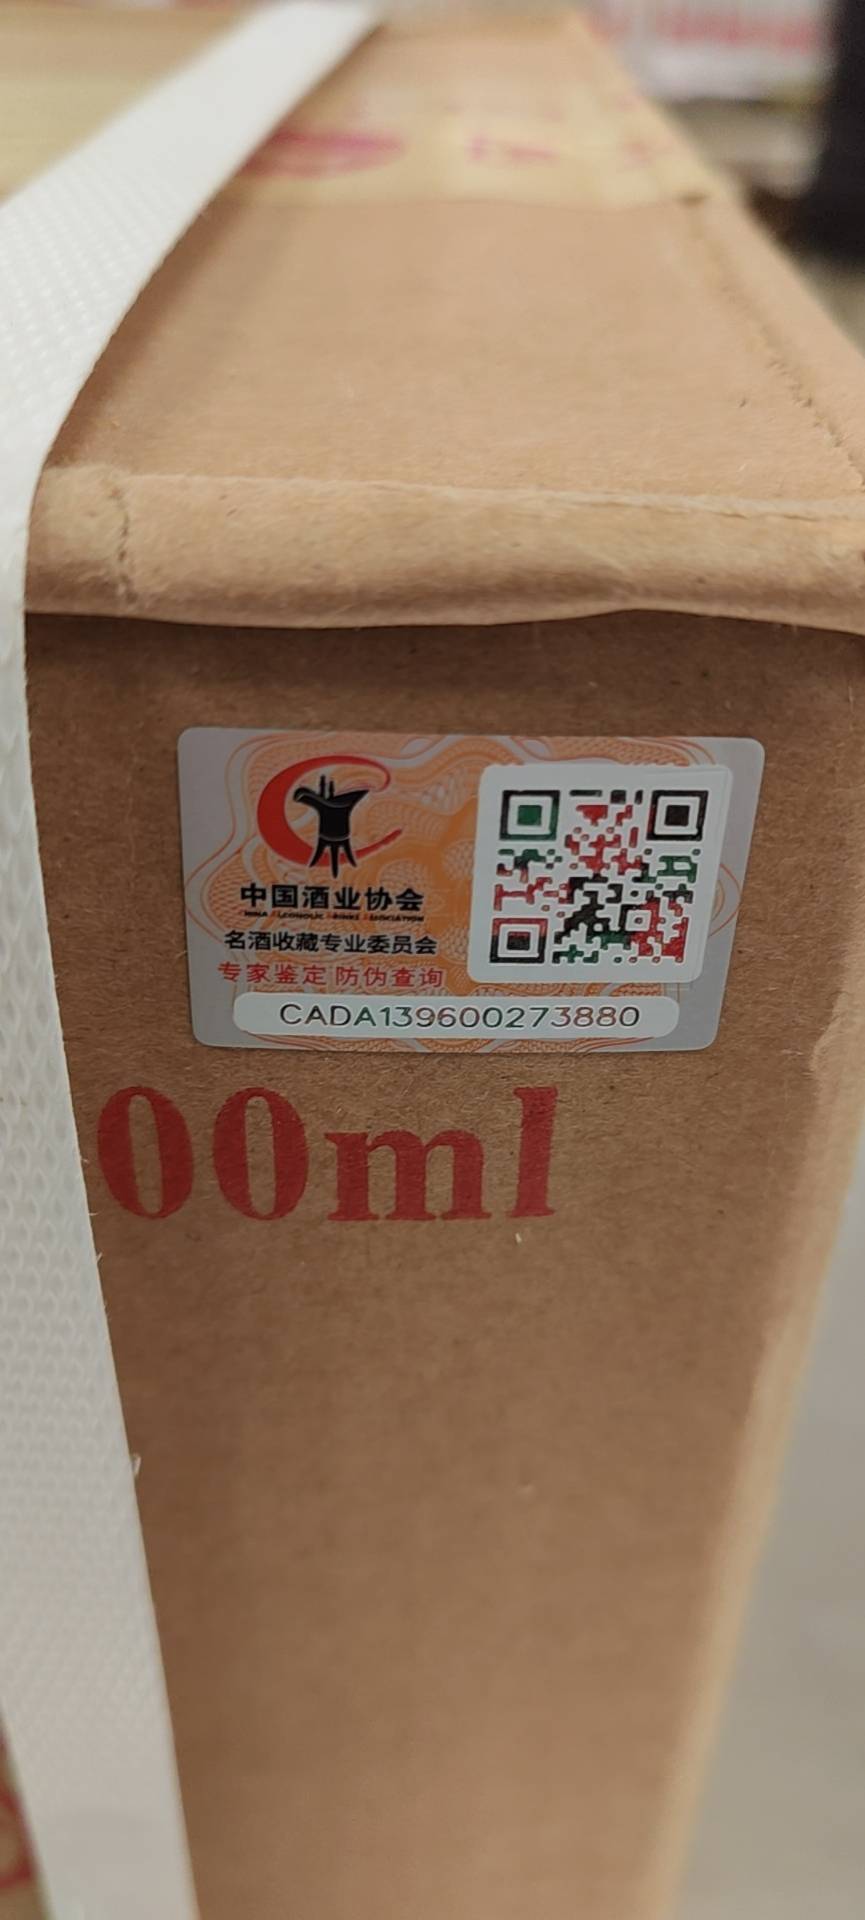 中国酒业协会
名酒收藏专业委员会
专家鉴定 防伪查询
CADA139600273880
00ml